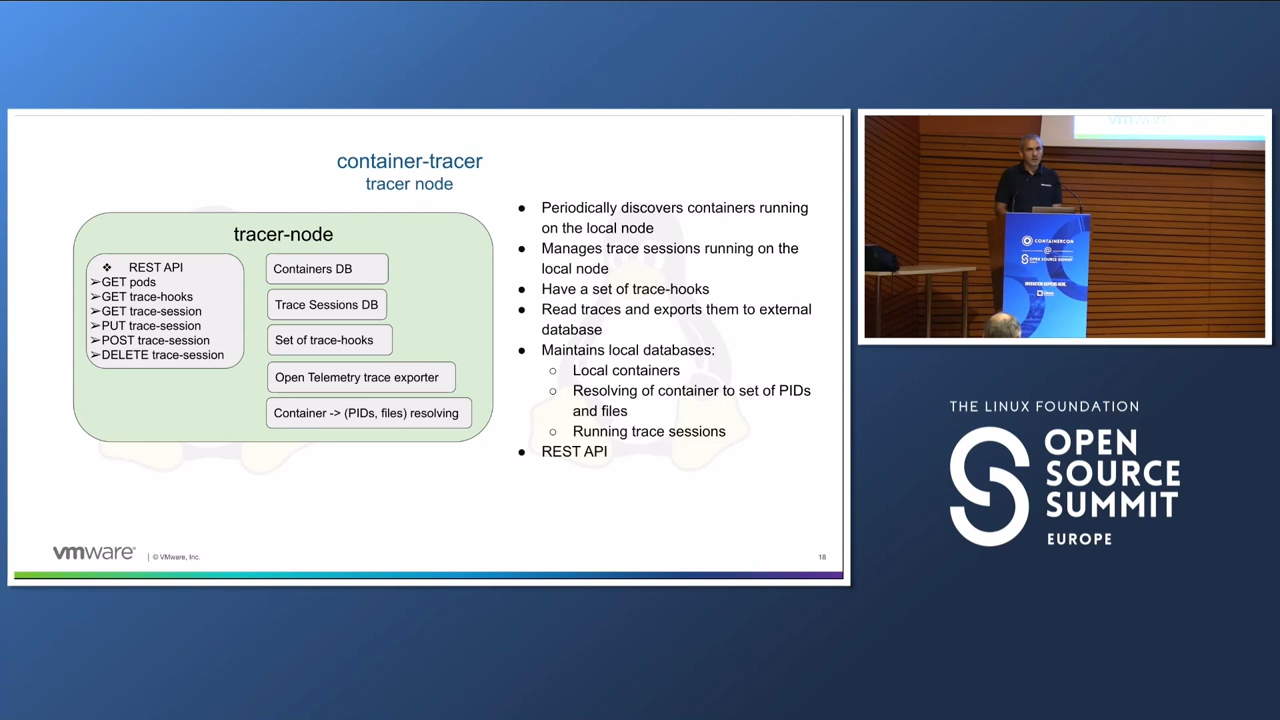 container-tracer
tracer node
tracer-node
❖ REST API
➢GET pods
➢GET trace-hooks
➢GET trace-session
➢PUT trace-session
➢POST trace-session
➢DELETE trace-session
Containers DB
Trace Sessions DB
Set of trace-hooks
Open Telemetry trace exporter
Container -> (PIDs, files) resolving
● Periodically discovers containers running
on the local node
● Manages trace sessions running on the
local node
● Have a set of trace-hooks
● Read traces and exports them to external
database
● Maintains local databases:
○ Local containers
○ Resolving of container to set of PIDs
and files
○ Running trace sessions
● REST API
vmware® | © VMware, Inc.
18
vmware
CONTAINERCON
@
OPEN SOURCE SUMMIT
THE LINUX FOUNDATION
OPEN
SOURCE
SUMMIT
EUROPE